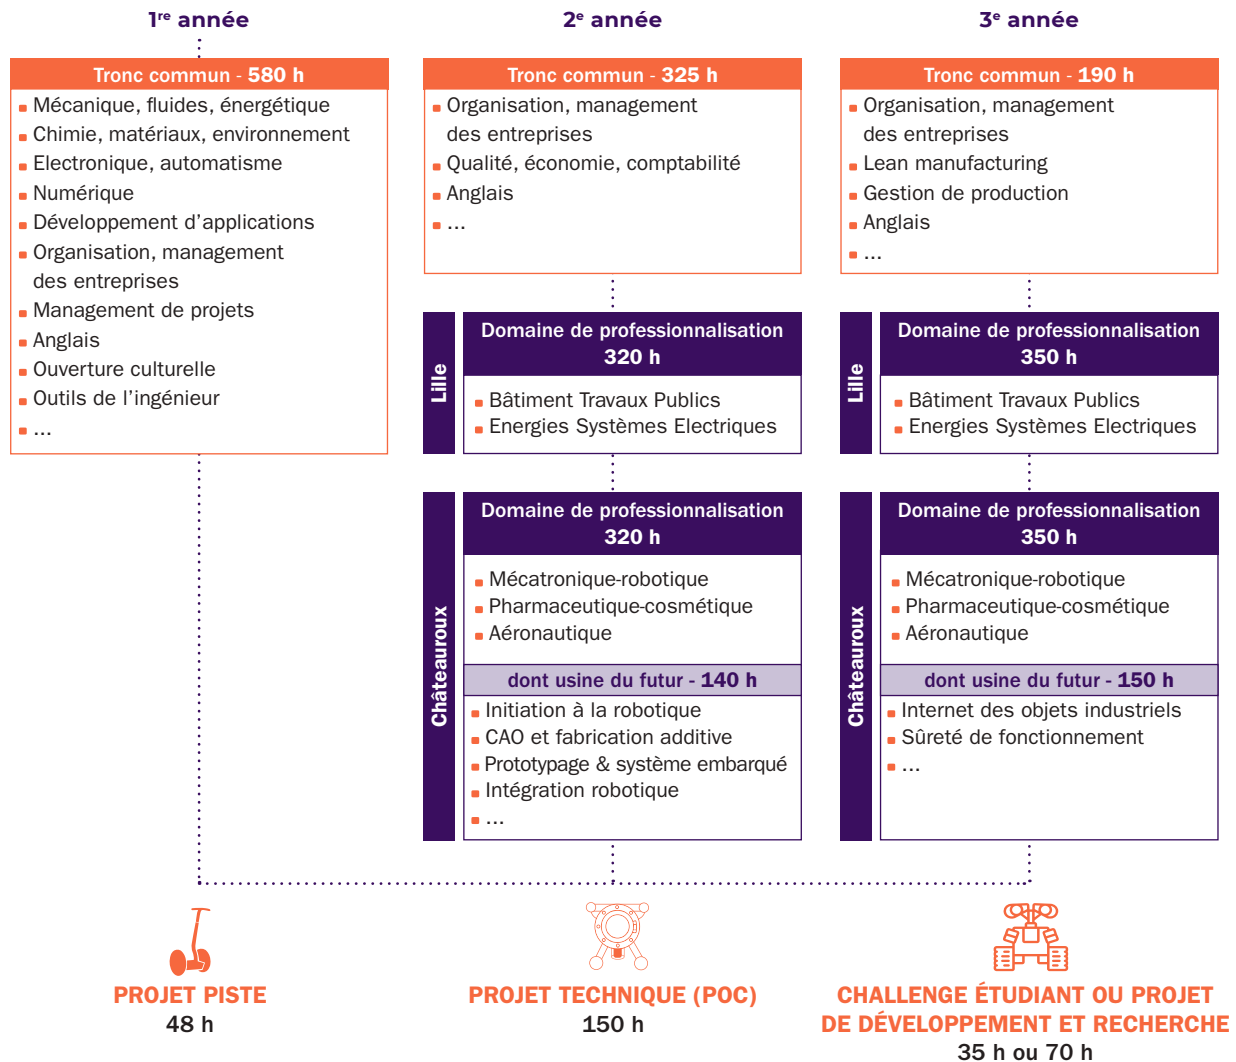 1re année
Tronc commun - 580 h
Mécanique, fluides, énergétique
Chimie, matériaux, environnement
Electronique, automatisme
Numérique
Développement d'applications
Organisation, management
des entreprises
Management de projets
Anglais
Ouverture culturelle
Outils de l'ingénieur
...
2e année
Tronc commun - 325 h
Organisation, management
des entreprises
Qualité, économie, comptabilité
Anglais
...
Lille
Domaine de professionnalisation
320 h
Bâtiment Travaux Publics
Energies Systèmes Electriques
Châteauroux
Domaine de professionnalisation
320 h
Mécatronique-robotique
Pharmaceutique-cosmétique
Aéronautique
dont usine du futur - 140 h
Initiation à la robotique
CAO et fabrication additive
Prototypage & système embarqué
Intégration robotique
...
3e année
Tronc commun - 190 h
Organisation, management
des entreprises
Lean manufacturing
Gestion de production
Anglais
...
Lille
Domaine de professionnalisation
350 h
Bâtiment Travaux Publics
Energies Systèmes Electriques
Châteauroux
Domaine de professionnalisation
350 h
Mécatronique-robotique
Pharmaceutique-cosmétique
Aéronautique
dont usine du futur - 150 h
Internet des objets industriels
Sûreté de fonctionnement
...
PROJET PISTE
48 h
PROJET TECHNIQUE (POC)
150 h
CHALLENGE ÉTUDIANT OU PROJET
DE DÉVELOPPEMENT ET RECHERCHE
35 h ou 70 h